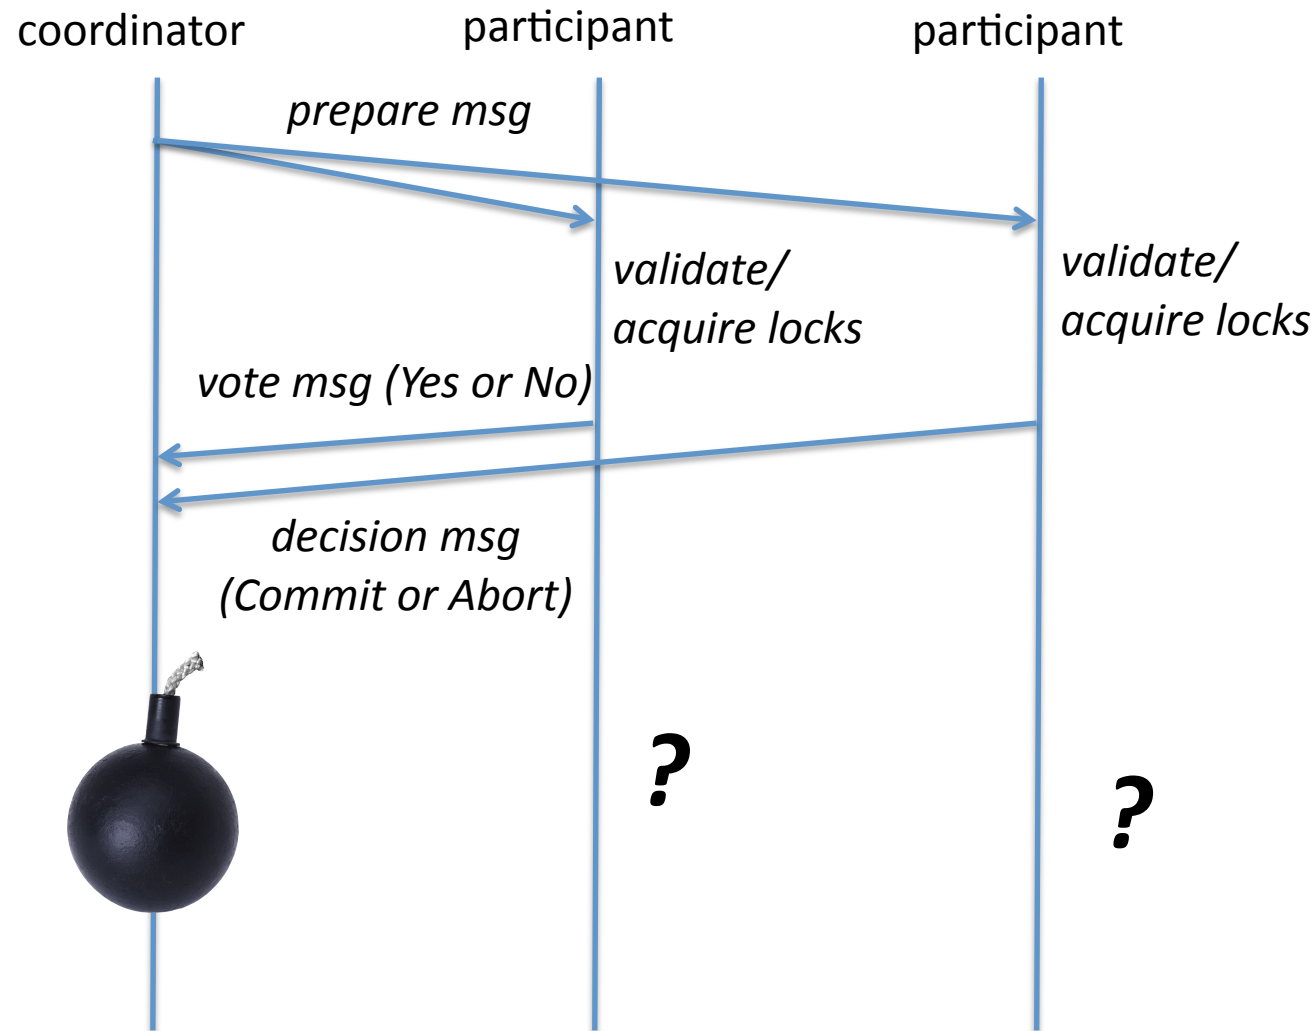 coordinator
participant
participant
prepare msg
validate/
acquire locks
validate/
acquire locks
vote msg (Yes or No)
decision msg
(Commit or Abort)
?
?